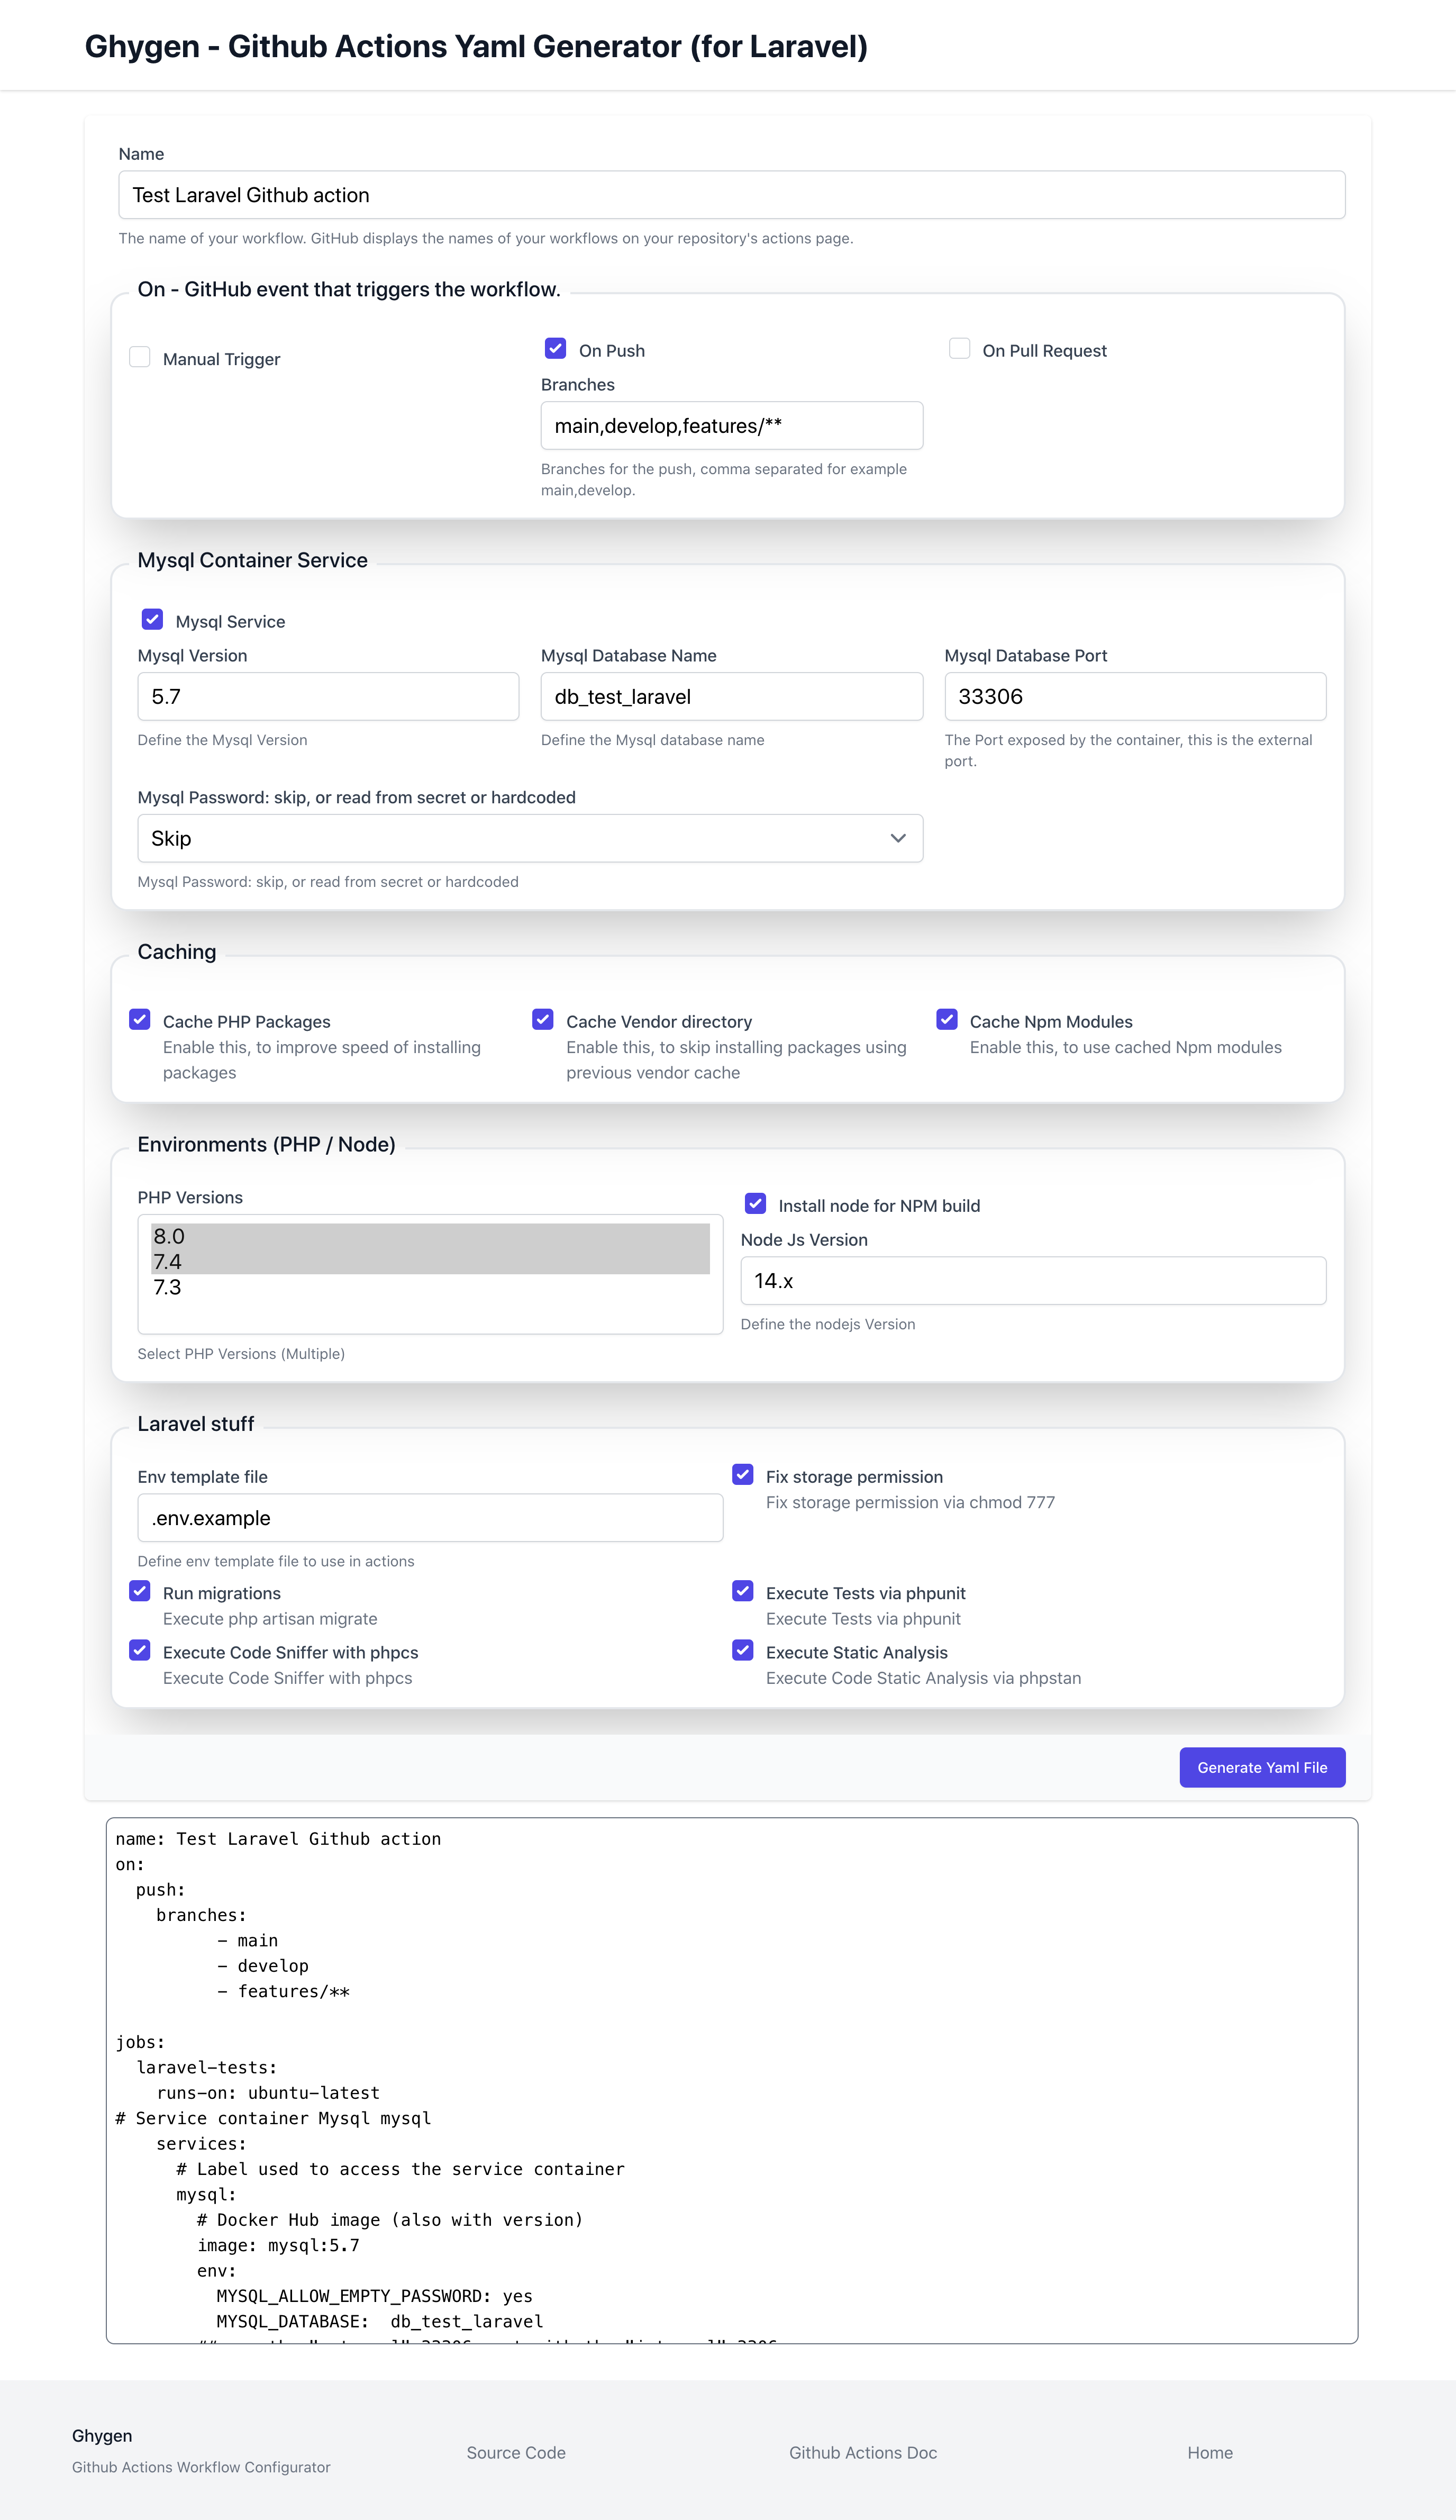 Ghygen - Github Actions Yaml Generator (for Laravel)
Name
Test Laravel Github action
The name of your workflow. GitHub displays the names of your workflows on your repository's actions page.
On - GitHub event that triggers the workflow.
Manual Trigger
On Push
On Pull Request
Branches
main,develop,features/**
Branches for the push, comma separated for example
main,develop.
Mysql Container Service
Mysql Service
Mysql Version
Mysql Database Name
Mysql Database Port
5.7
db_test_laravel
33306
Define the Mysql Version
Define the Mysql database name
The Port exposed by the container, this is the external
port.
Mysql Password: skip, or read from secret or hardcoded
Skip
Mysql Password: skip, or read from secret or hardcoded
Caching
Cache PHP Packages
Enable this, to improve speed of installing
packages
Cache Vendor directory
Enable this, to skip installing packages using
previous vendor cache
Cache Npm Modules
Enable this, to use cached Npm modules
Environments (PHP / Node)
PHP Versions
8.0
7.4
7.3
Select PHP Versions (Multiple)
Install node for NPM build
Node Js Version
14.x
Define the nodejs Version
Laravel stuff
Env template file
.env.example
Define env template file to use in actions
Fix storage permission
Fix storage permission via chmod 777
Run migrations
Execute php artisan migrate
Execute Tests via phpunit
Execute Tests via phpunit
Execute Code Sniffer with phpcs
Execute Code Sniffer with phpcs
Execute Static Analysis
Execute Code Static Analysis via phpstan
Generate Yaml File
name: Test Laravel Github action
on:
  push:
    branches:
          - main
          - develop
          - features/**
jobs:
  laravel-tests:
    runs-on: ubuntu-latest
# Service container Mysql mysql
    services:
      # Label used to access the service container
      mysql:
        # Docker Hub image (also with version)
        image: mysql:5.7
        env:
          MYSQL_ALLOW_EMPTY_PASSWORD: yes
          MYSQL_DATABASE:  db_test_laravel
Ghygen
Github Actions Workflow Configurator
Source Code
Github Actions Doc
Home